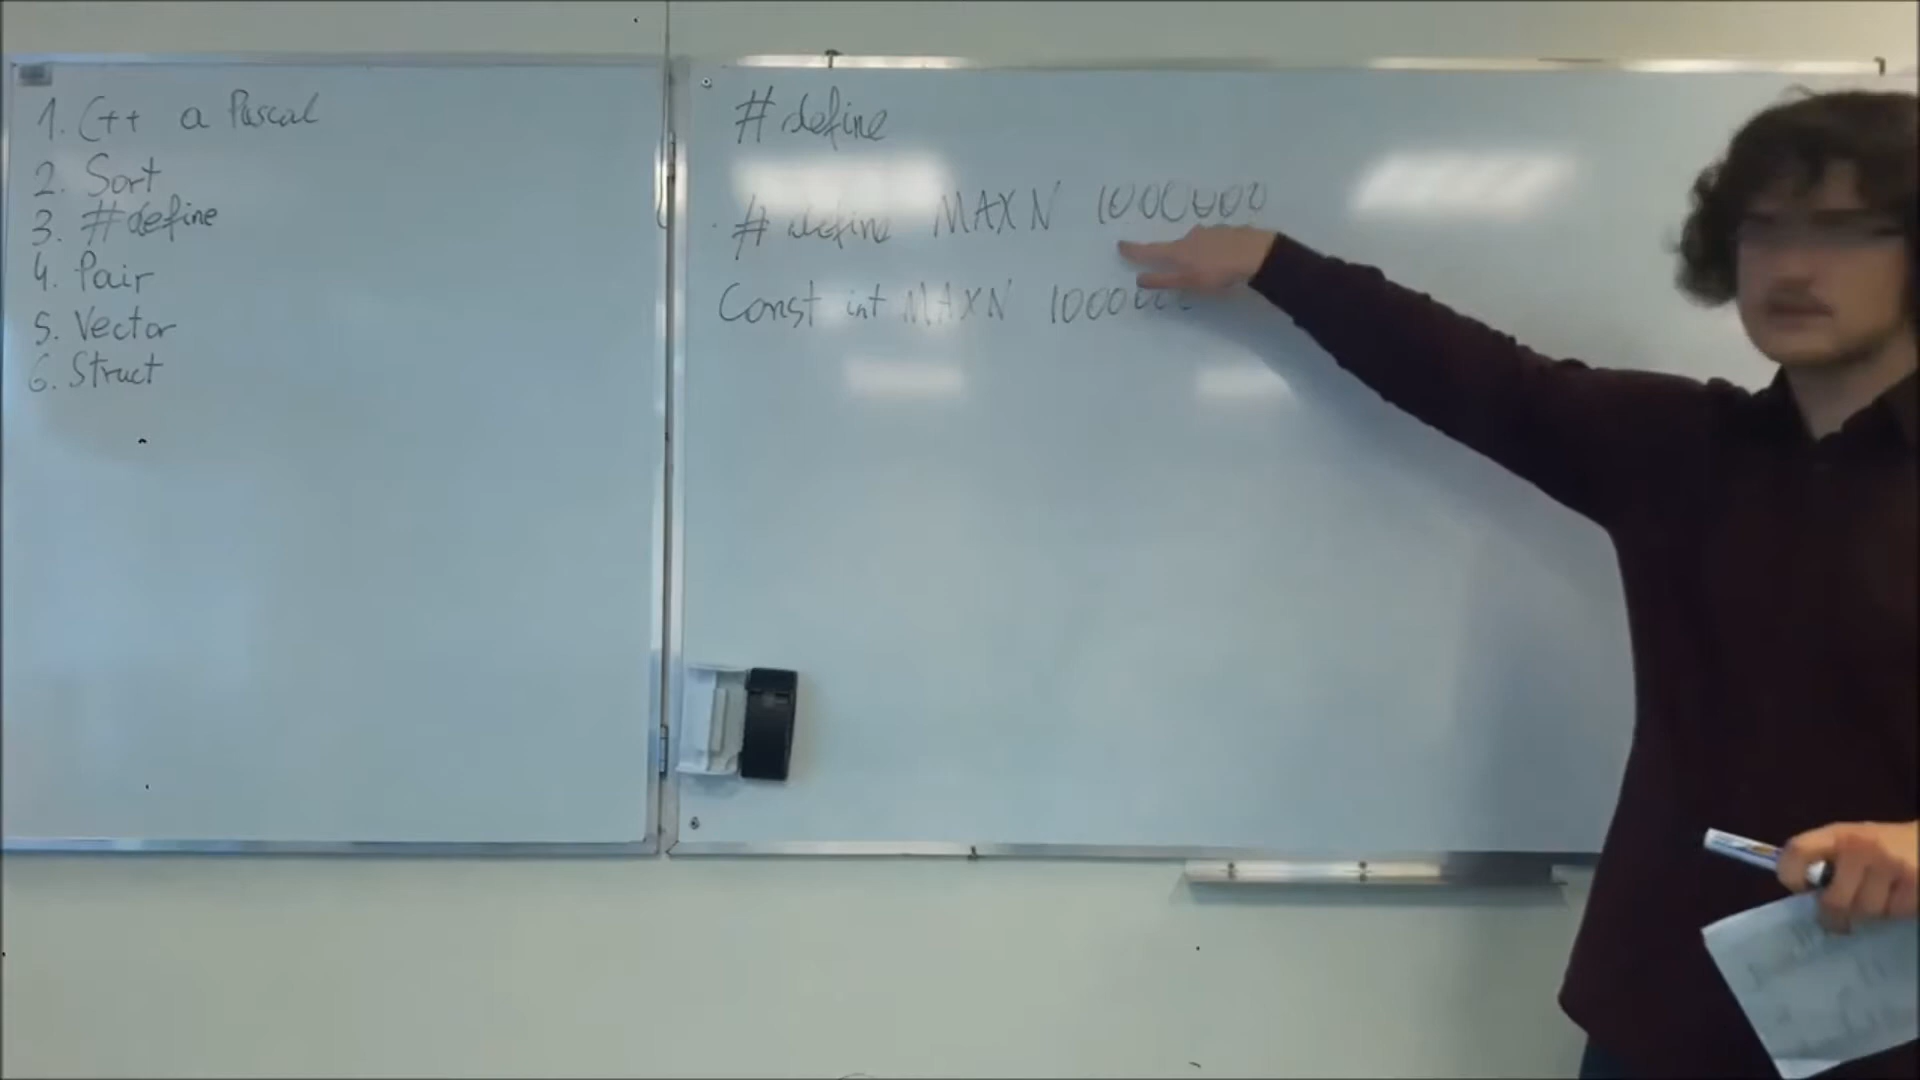 1. C++ a Pascal
2. Sort
3. #define
4. Pair
5. Vector
6. Struct
#define
#define MAXN 1000000
Const int MAXN